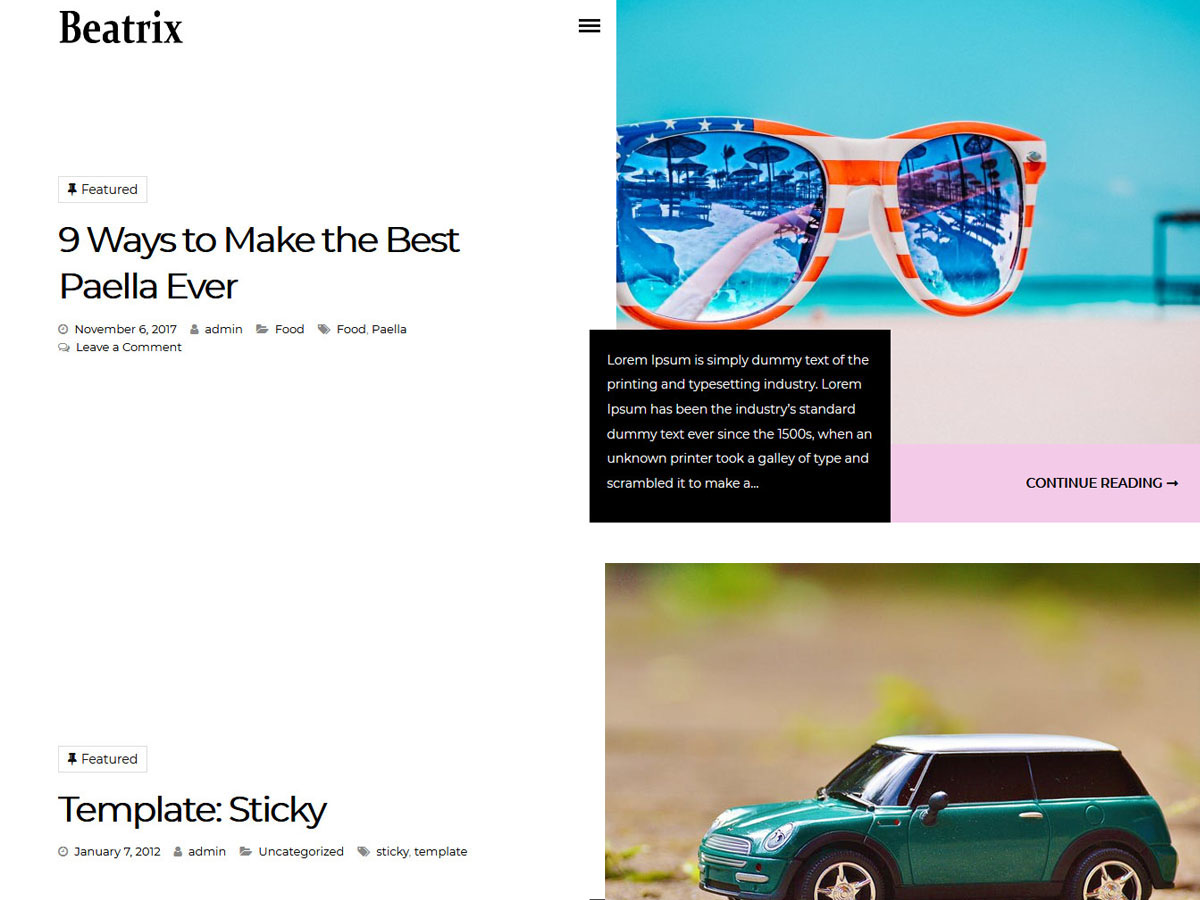 Beatrix
Featured
9 Ways to Make the Best
Paella Ever
November 6, 2017 admin Food Food, Paella
Leave a Comment
Lorem Ipsum is simply dummy text of the
printing and typesetting industry. Lorem
Ipsum has been the industry’s standard
dummy text ever since the 1500s, when an
unknown printer took a galley of type and
scrambled it to make a...
CONTINUE READING →
Featured
Template: Sticky
January 7, 2012 admin Uncategorized sticky, template